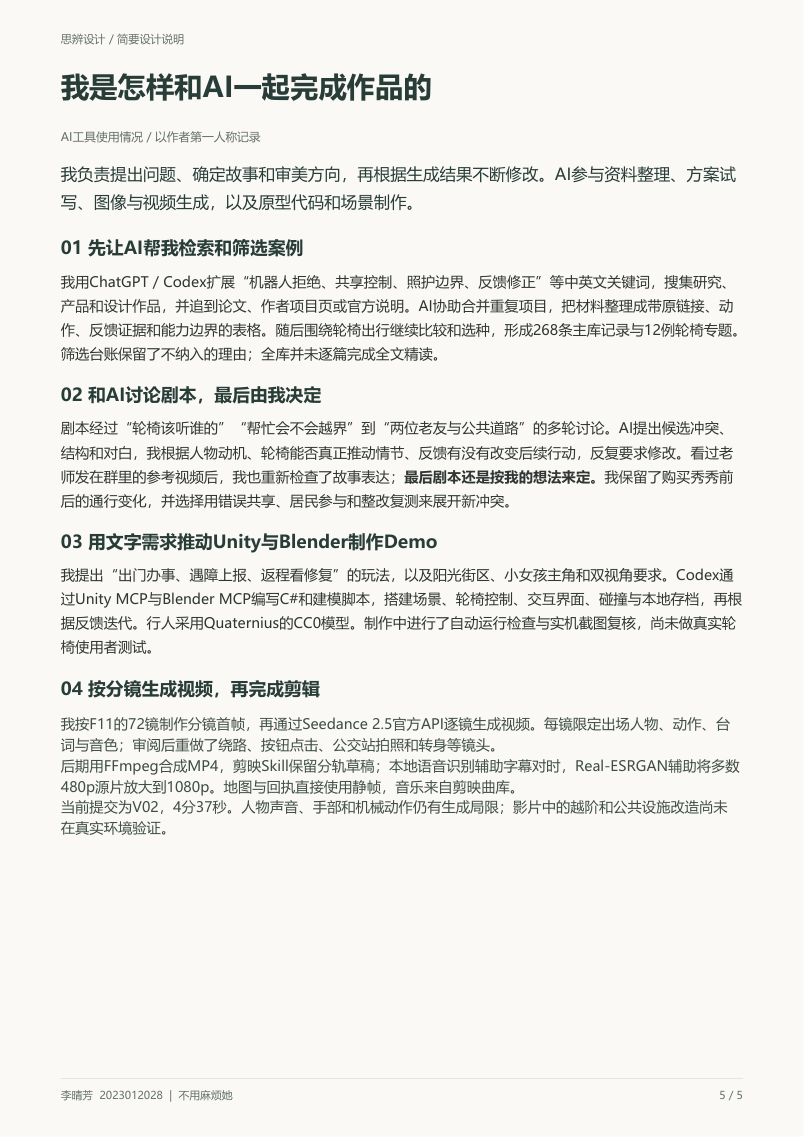 思辨设计 / 简要设计说明
我是怎样和AI一起完成作品的
AI工具使用情况 / 以作者第一人称记录
我负责提出问题、确定故事和审美方向，再根据生成结果不断修改。AI参与资料整理、方案试
写、图像与视频生成，以及原型代码和场景制作。
01 先让AI帮我检索和筛选案例
我用ChatGPT / Codex扩展“机器人拒绝、共享控制、照护边界、反馈修正”等中英文关键词，搜集研究、
产品和设计作品，并追到论文、作者项目页或官方说明。AI协助合并重复项目，把材料整理成带原链接、动
作、反馈证据和能力边界的表格。随后围绕轮椅出行继续比较和选种，形成268条主库记录与12例轮椅专题。
筛选台账保留了不纳入的理由；全库并未逐篇完成全文精读。
02 和AI讨论剧本，最后由我决定
剧本经过“轮椅该听谁的”“帮忙会不会越界”到“两位老友与公共道路”的多轮讨论。AI提出候选冲突、
结构和对白，我根据人物动机、轮椅能否真正推动情节、反馈有没有改变后续行动，反复要求修改。看过老
师发在群里的参考视频后，我也重新检查了故事表达；最后剧本还是按我的想法来定。我保留了购买秀秀前
后的通行变化，并选择用错误共享、居民参与和整改复测来展开新冲突。
03 用文字需求推动Unity与Blender制作Demo
我提出“出门办事、遇障上报、返程看修复”的玩法，以及阳光街区、小女孩主角和双视角要求。Codex通
过Unity MCP与Blender MCP编写C#和建模脚本，搭建场景、轮椅控制、交互界面、碰撞与本地存档，再根
据反馈迭代。行人采用Quaternius的CC0模型。制作中进行了自动运行检查与实机截图复核，尚未做真实轮
椅使用者测试。
04 按分镜生成视频，再完成剪辑
我按F11的72镜制作分镜首帧，再通过Seedance 2.5官方API逐镜生成视频。每镜限定出场人物、动作、台
词与音色；审阅后重做了绕路、按钮点击、公交站拍照和转身等镜头。
后期用FFmpeg合成MP4，剪映Skill保留分轨草稿；本地语音识别辅助字幕对时，Real-ESRGAN辅助将多数
480p源片放大到1080p。地图与回执直接使用静帧，音乐来自剪映曲库。
当前提交为V02，4分37秒。人物声音、手部和机械动作仍有生成局限；影片中的越阶和公共设施改造尚未
在真实环境验证。
李晴芳 2023012028 | 不用麻烦她
5 / 5